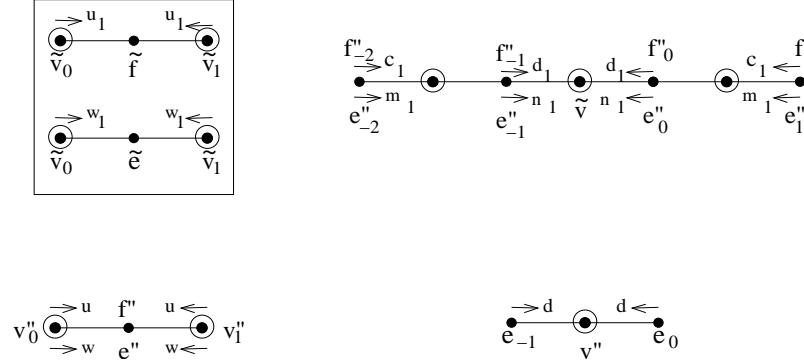 u₁ u₁
ṽ₀ f̃ ṽ₁
w₁ w₁
ṽ₀ ẽ ṽ₁
f''₋₂ f''₋₁ f''₀ f
c₁ d₁ d₁ c₁
m₁ n₁ ṽ n₁ m₁
e''₋₂ e''₋₁ e''₀ e''₁
u f'' u
v''₀ v''₁
w e'' w
d d
e₋₁ v'' e₀